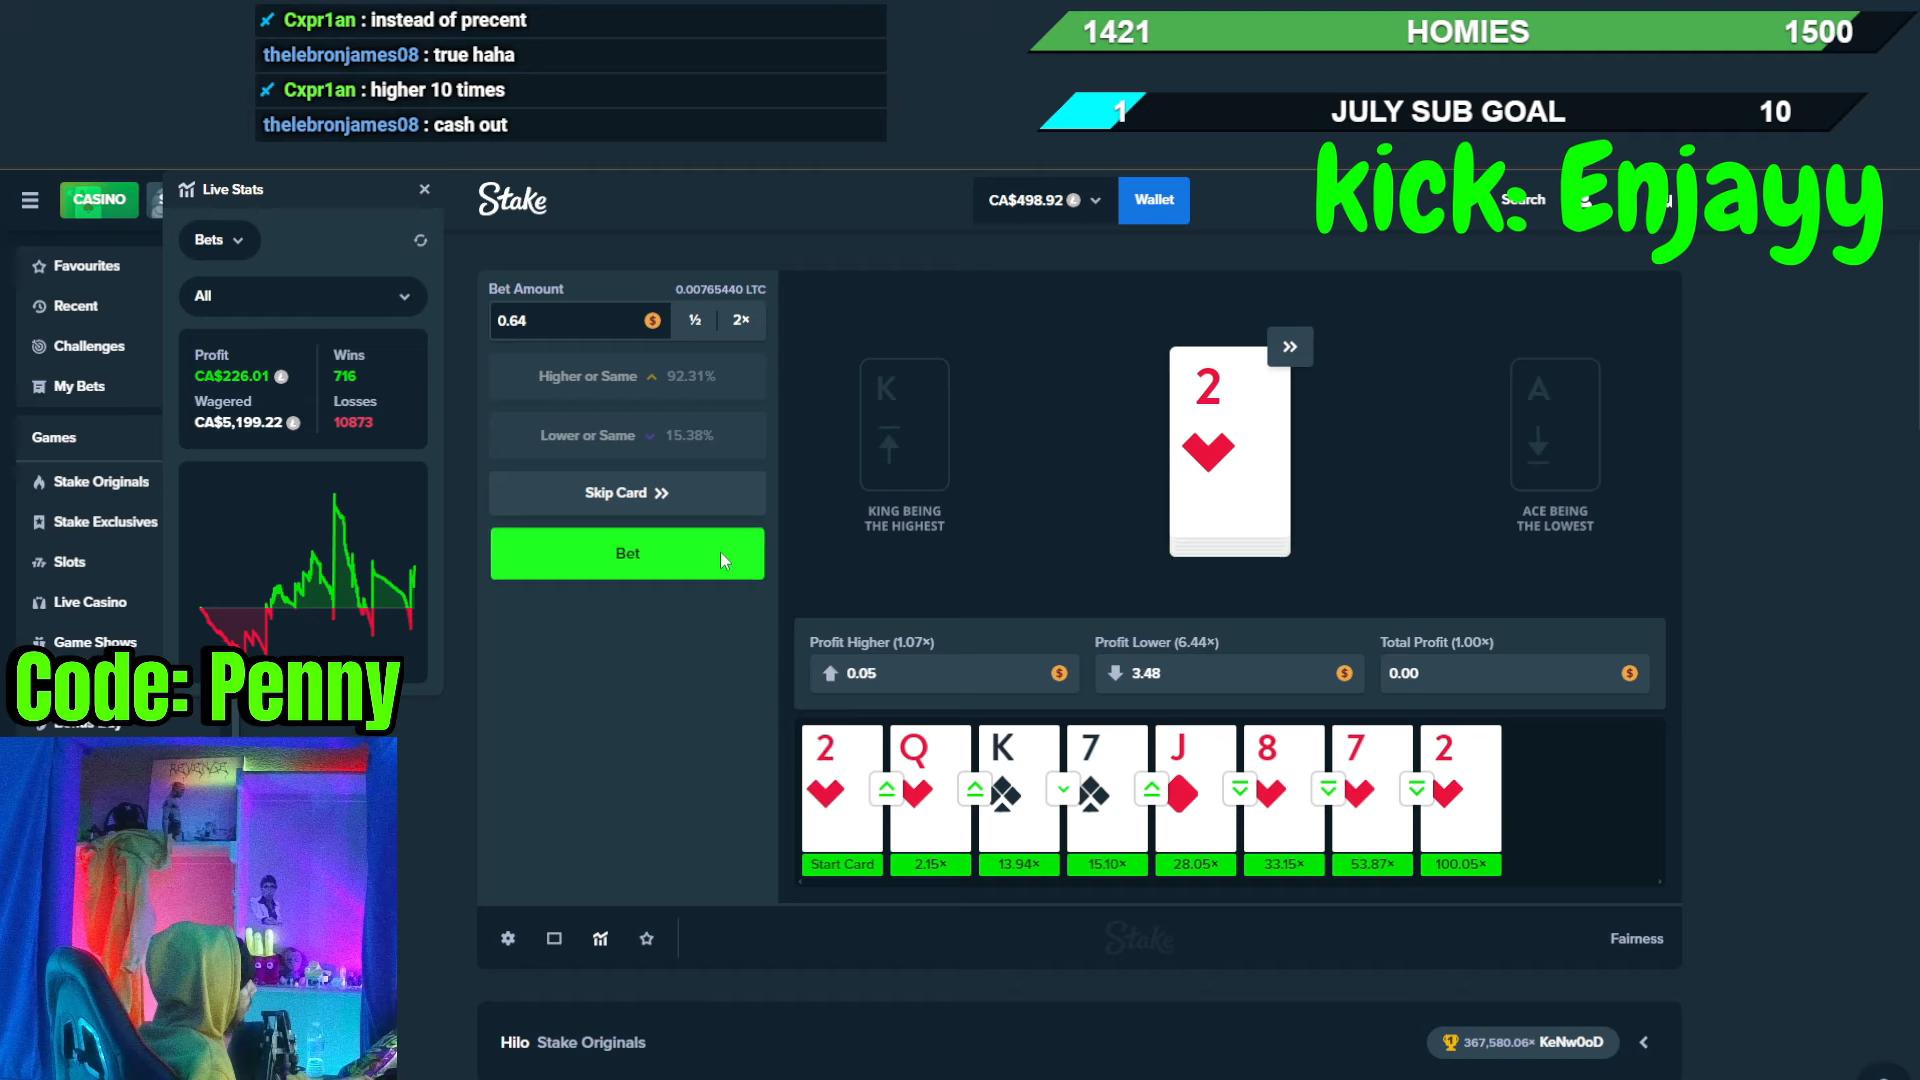 Cxpr1an : instead of precent
thelebronjames08 : true haha
Cxpr1an : higher 10 times
thelebronjames08 : cash out
1421 HOMIES 1500
1 JULY SUB GOAL 10
kick: Enjayy
CASINO
Live Stats
Stake
CA$498.92
Wallet
Bets
All
Favourites
Recent
Challenges
My Bets
Profit
CA$226.01
Wins
716
Wagered
CA$5,199.22
Losses
10873
Games
Stake Originals
Stake Exclusives
Slots
Live Casino
Game Shows
Code: Penny
Bet Amount
0.00765440 LTC
0.64
½
2×
Higher or Same 92.31%
Lower or Same 15.38%
Skip Card
Bet
K
KING BEING
THE HIGHEST
2
A
ACE BEING
THE LOWEST
Profit Higher (1.07×)
0.05
Profit Lower (6.44×)
3.48
Total Profit (1.00×)
0.00
2 Q K 7 J 8 7 2
Start Card 2.15× 13.94× 15.10× 28.05× 33.15× 53.87× 100.05×
Stake
Fairness
Hilo Stake Originals
367,580.06× KeNw0oD
REVENGE